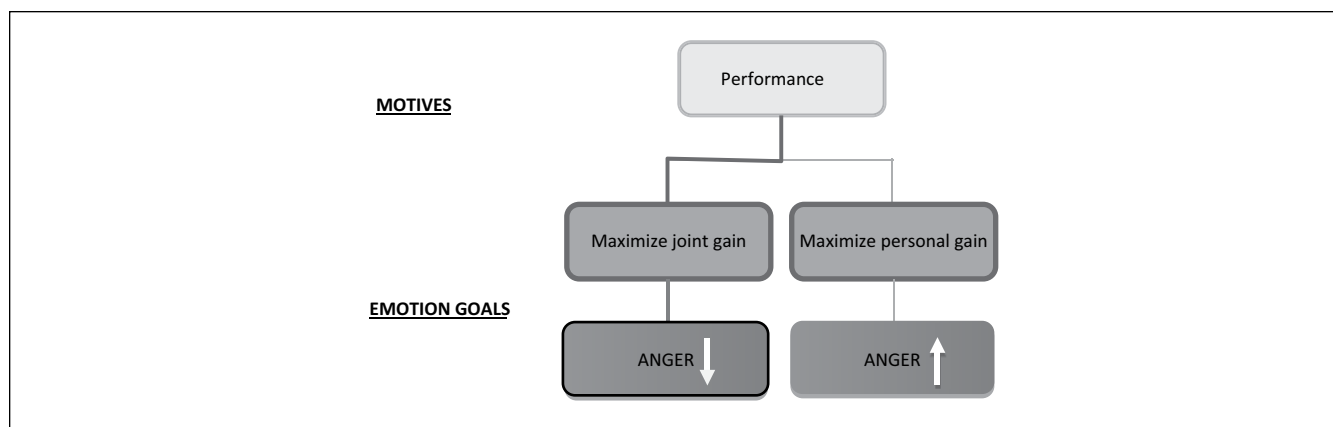 Performance
MOTIVES
Maximize joint gain
Maximize personal gain
EMOTION GOALS
ANGER
ANGER